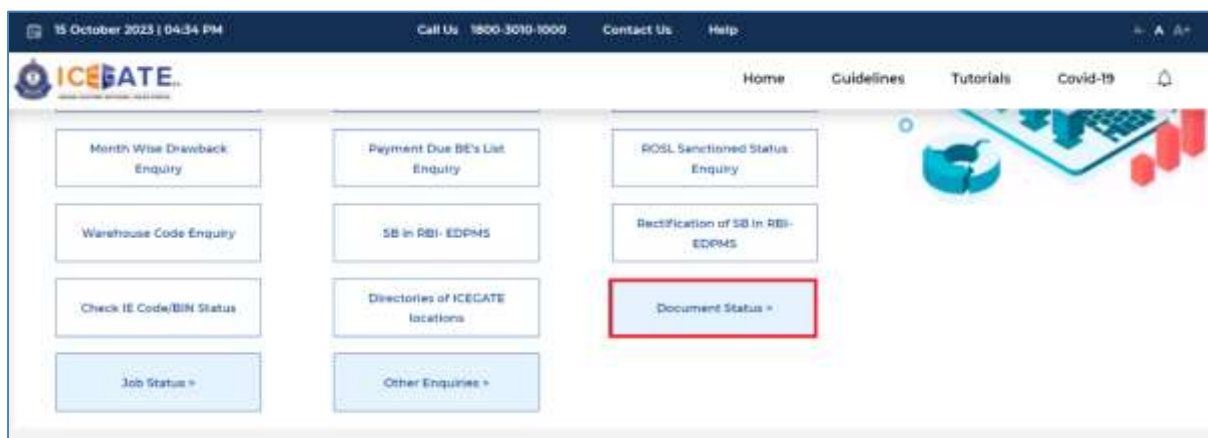 15 October 2023 | 04:34 PM Call Us 1800-3010-1000 Contact Us Help A A+
ICEGATE
Home Guidelines Tutorials Covid-19
Month Wise Drawback Payment Due BE's List ROSL Sanctioned Status
Enquiry Enquiry Enquiry
Warehouse Code Enquiry SB in RBI- EDPMS Rectification of SB in RBI-
EDPMS
Check IE Code/BIN Status Directories of ICEGATE Document Status »
locations
Job Status » Other Enquiries »